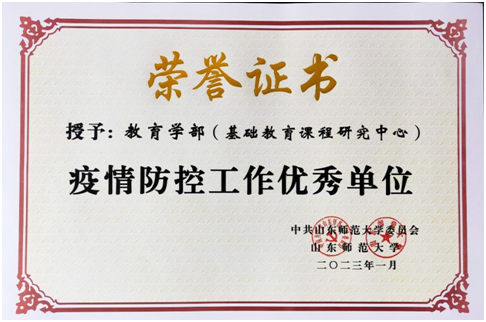 荣誉证书
授予：教育学部（基础教育课程研究中心）
疫情防控工作优秀单位
中共山东师范大学委员会
山东师范大学
二〇二三年一月